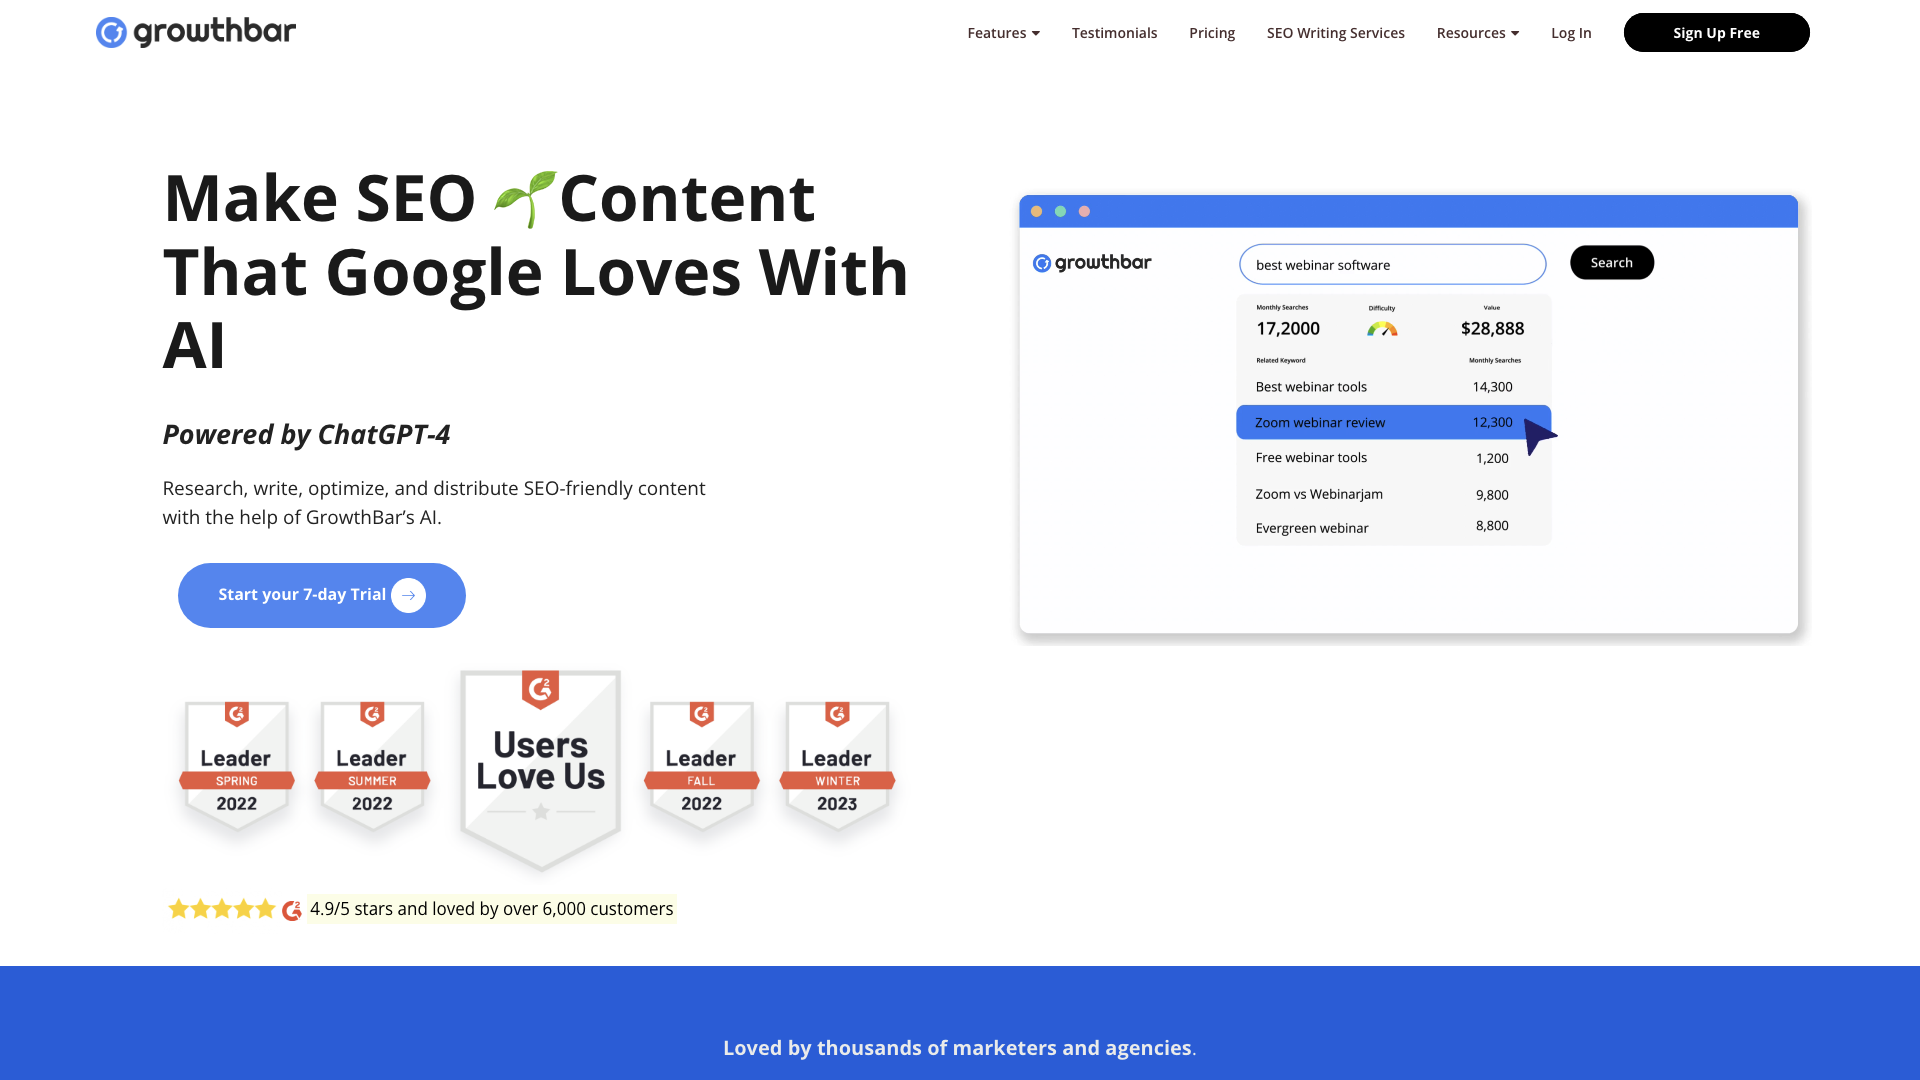 growthbar
Features
Testimonials
Pricing
SEO Writing Services
Resources
Log In
Sign Up Free
Make SEO 🌱Content
That Google Loves With
AI
Powered by ChatGPT-4
Research, write, optimize, and distribute SEO-friendly content
with the help of GrowthBar's AI.
Start your 7-day Trial
growthbar
best webinar software
Search
Monthly Searches Difficulty Value
17,2000 $28,888
Related Keyword Monthly Searches
Best webinar tools 14,300
Zoom webinar review 12,300
Free webinar tools 1,200
Zoom vs Webinarjam 9,800
Evergreen webinar 8,800
G2
Leader
SPRING
2022
G2
Leader
SUMMER
2022
G2
Users
Love Us
G2
Leader
FALL
2022
G2
Leader
WINTER
2023
G2 4.9/5 stars and loved by over 6,000 customers
Loved by thousands of marketers and agencies.